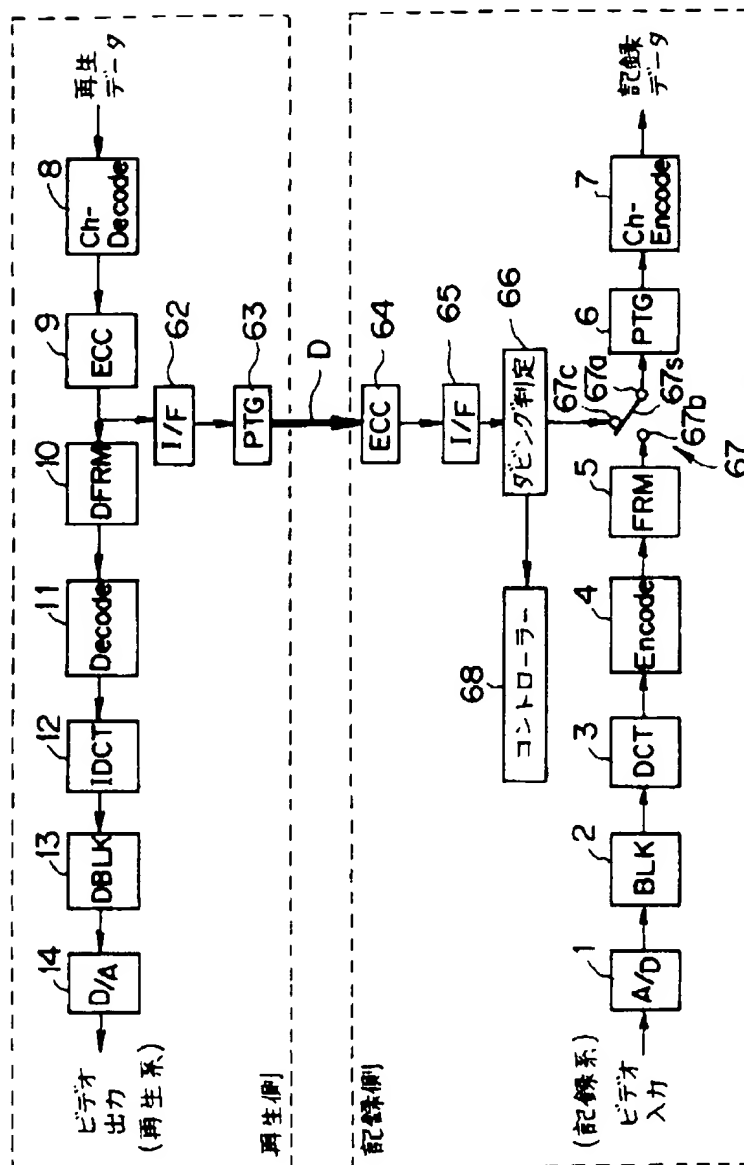 再生
データ
8
Ch-
Decode
9
ECC
10
DFRM
11
Decode
12
IDCT
13
DBLK
14
D/A
ビデオ
出力
(再生系)
62
I/F
63
PTG
再生側
D
記録側
64
ECC
65
I/F
66
ダビング判定
68
コントローラー
67c
67a
67s
67b
67
(記録系)
ビデオ
入力
1
A/D
2
BLK
3
DCT
4
Encode
5
FRM
6
PTG
7
Ch-
Encode
記録
データ